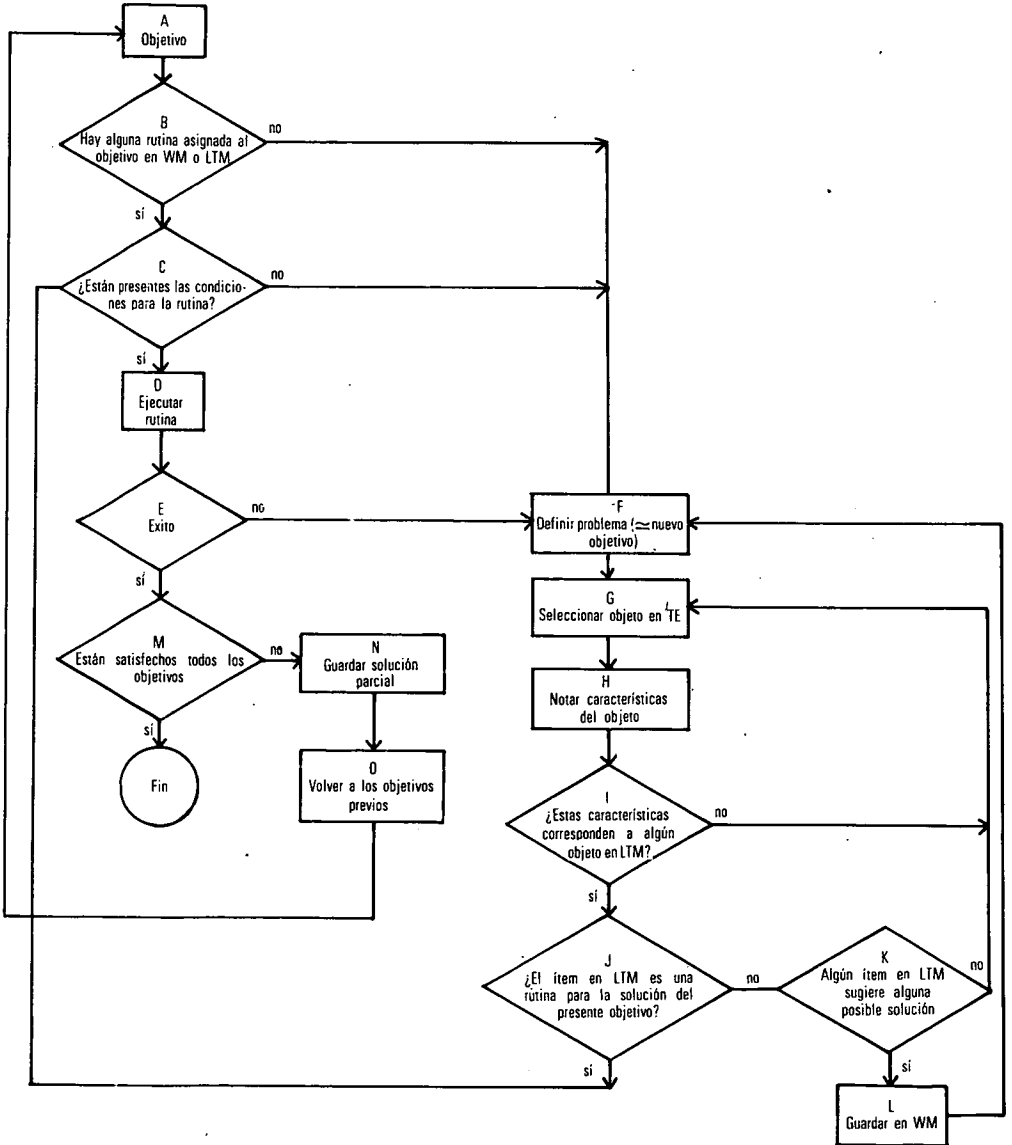 A
Objetivo
B
Hay alguna rutina asignada al
objetivo en WM o LTM
no
sí
C
¿Están presentes las condicio-
nes para la rutina?
no
sí
D
Ejecutar
rutina
E
Exito
no
sí
M
Están satisfechos todos los
objetivos
no
sí
Fin
N
Guardar solución
parcial
O
Volver a los objetivos
previos
F
Definir problema (≃nuevo
objetivo)
G
Seleccionar objeto en TE
H
Notar características
del objeto
I
¿Estas características
corresponden a algún
objeto en LTM?
no
sí
J
¿El ítem en LTM es una
rútina para la solución del
presente objetivo?
no
sí
K
Algún ítem en LTM
sugiere alguna
posible solución
no
sí
L
Guardar en WM